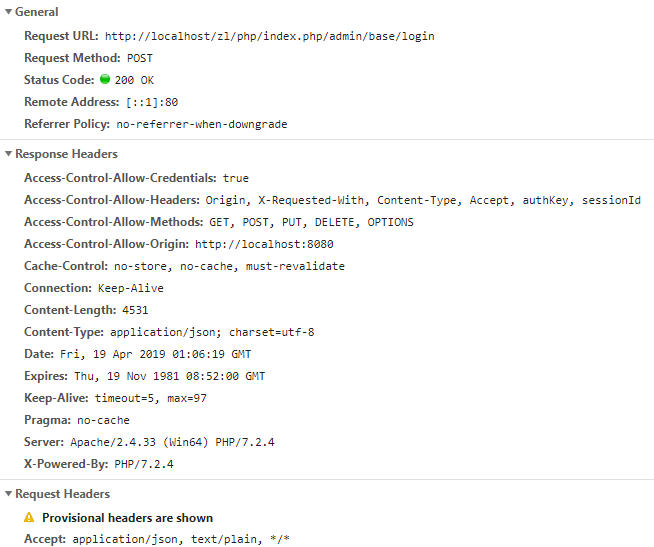 General
Request URL: http://localhost/zl/php/index.php/admin/base/login
Request Method: POST
Status Code: 200 OK
Remote Address: [::1]:80
Referrer Policy: no-referrer-when-downgrade
Response Headers
Access-Control-Allow-Credentials: true
Access-Control-Allow-Headers: Origin, X-Requested-With, Content-Type, Accept, authKey, sessionId
Access-Control-Allow-Methods: GET, POST, PUT, DELETE, OPTIONS
Access-Control-Allow-Origin: http://localhost:8080
Cache-Control: no-store, no-cache, must-revalidate
Connection: Keep-Alive
Content-Length: 4531
Content-Type: application/json; charset=utf-8
Date: Fri, 19 Apr 2019 01:06:19 GMT
Expires: Thu, 19 Nov 1981 08:52:00 GMT
Keep-Alive: timeout=5, max=97
Pragma: no-cache
Server: Apache/2.4.33 (Win64) PHP/7.2.4
X-Powered-By: PHP/7.2.4
Request Headers
Provisional headers are shown
Accept: application/json, text/plain, */*